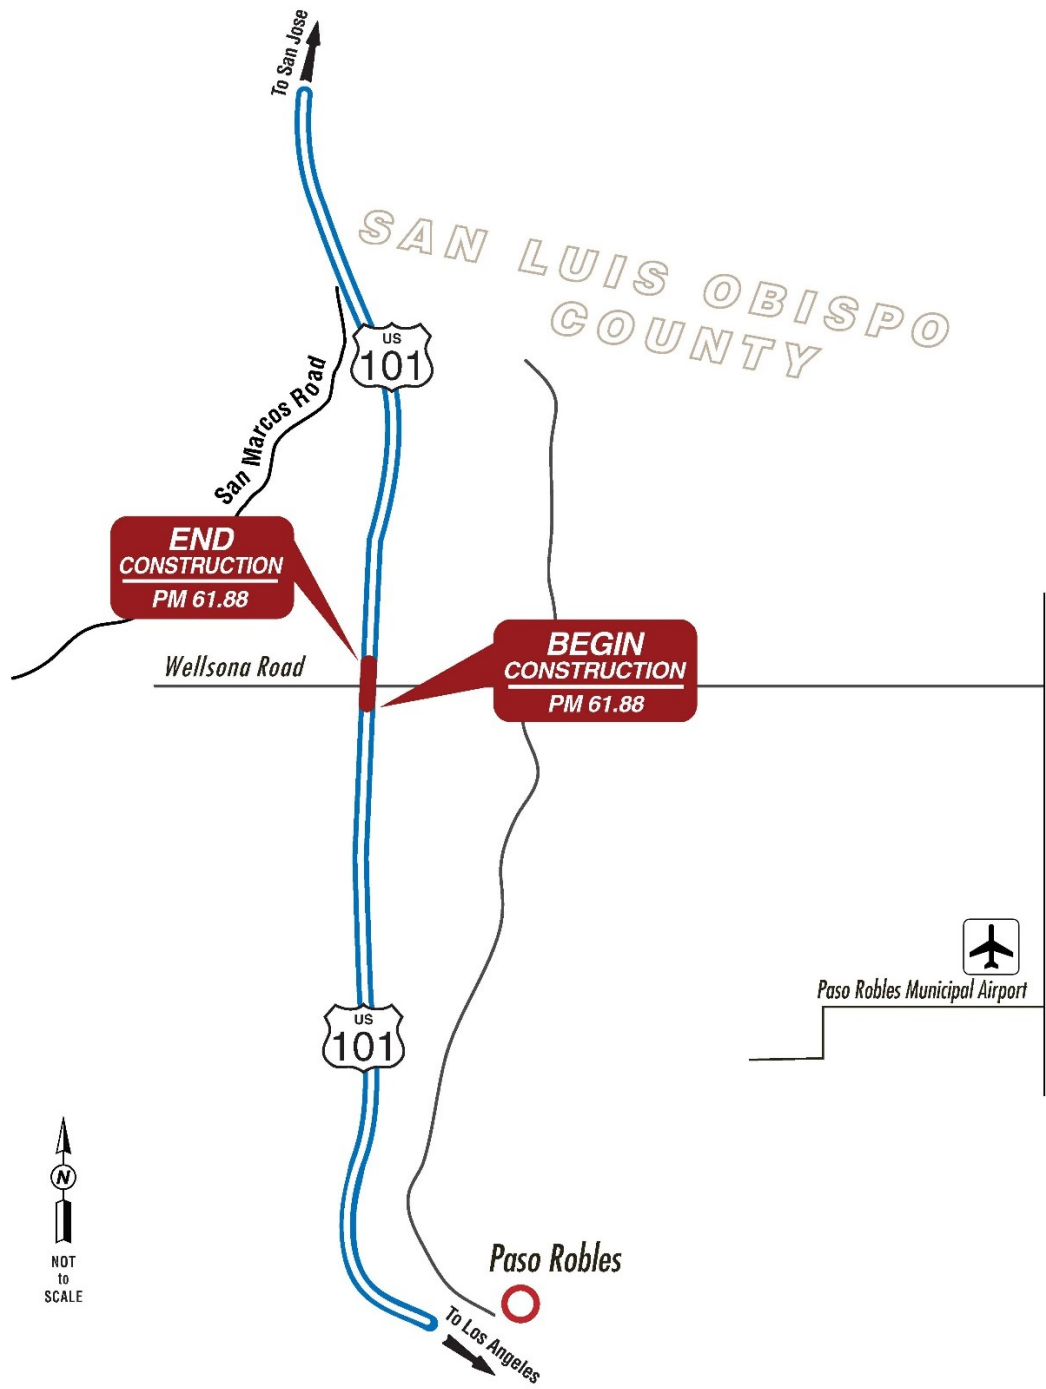 To San Jose
SAN LUIS OBISPO
COUNTY
US
101
San Marcos Road
END
CONSTRUCTION
PM 61.88
Wellsona Road
BEGIN
CONSTRUCTION
PM 61.88
Paso Robles Municipal Airport
US
101
N
NOT
to
SCALE
Paso Robles
To Los Angeles